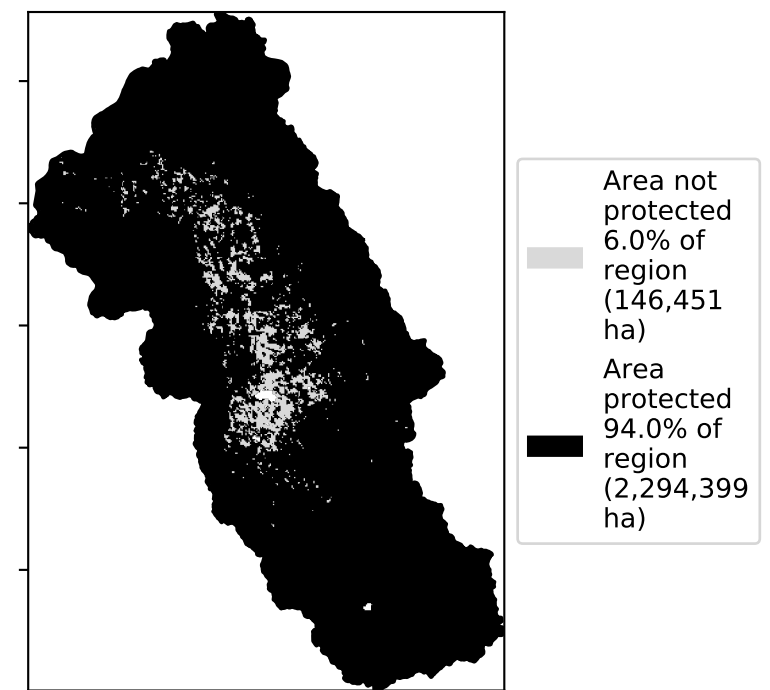 Area not
protected
6.0% of
region
(146,451
ha)
Area
protected
94.0% of
region
(2,294,399
ha)